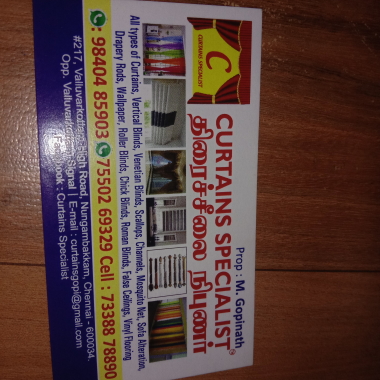 Prop : M. Gopinath
C
CURTAINS SPECIALIST
CURTAINS SPECIALIST®
திரைச்சீலை நிபுணர்
All types of Curtains, Vertical Blinds, Venetian Blinds, Scallops, Channels, Mosquito Net, Sofa Alteration,
Drapery Rods, Wallpaper, Roller Blinds, Chick Blinds, Roman Blinds, False Ceilings, Vinyl Flooring
: 98404 85903 75502 69329 Cell : 73388 78890
#217, Valluvarkottam High Road, Nungambakkam, Chennai - 600034.
Opp. Valluvarkottam Signal | E-mail : curtainsgopi@gmail.com
Facebook : Curtains Specialist